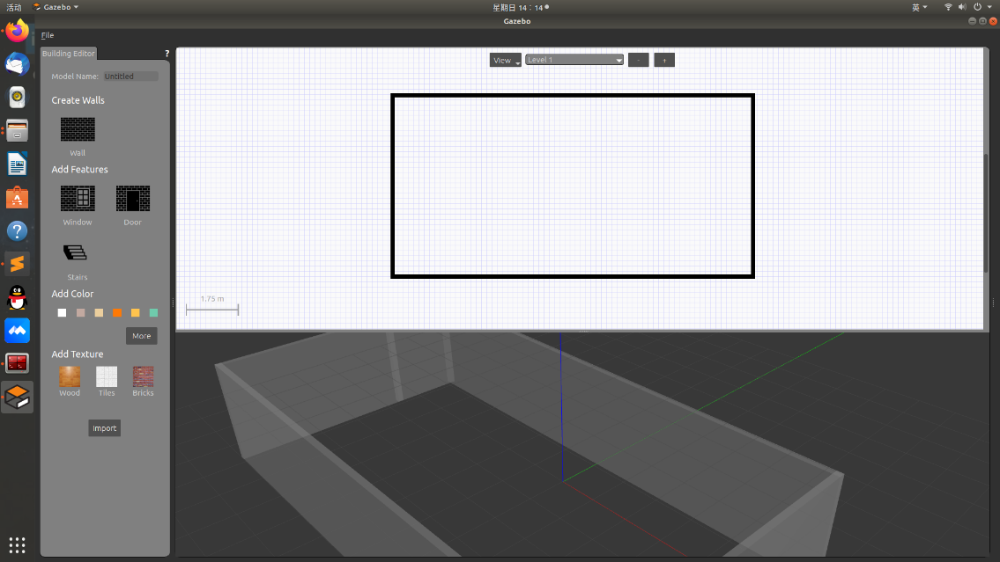 活动
Gazebo
星期日 14：14
英
Gazebo
File
Building Editor
?
Model Name:
Untitled
Create Walls
Wall
Add Features
Window
Door
Stairs
Add Color
More
Add Texture
Wood
Tiles
Bricks
Import
View
Level 1
-
+
1.75 m